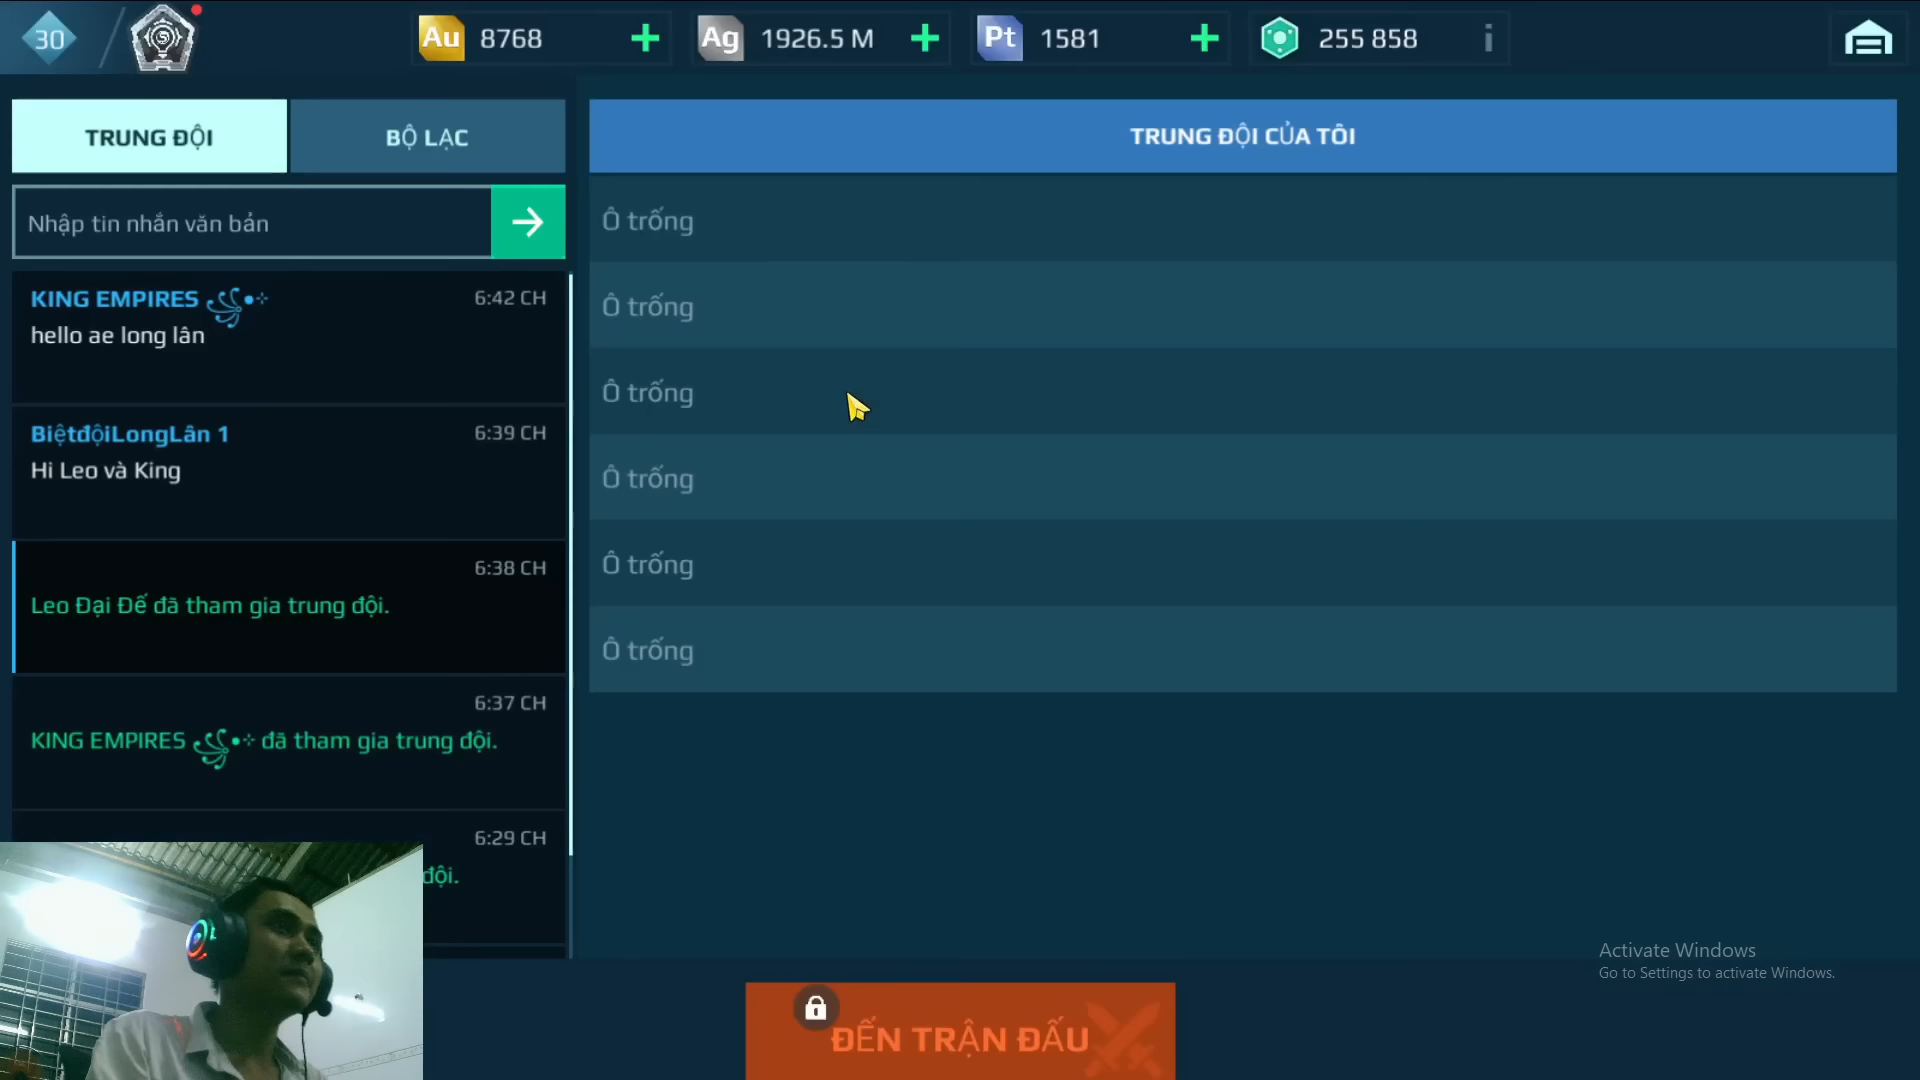 30
Au 8768
Ag 1926.5 M
Pt 1581
255 858
TRUNG ĐỘI
BỘ LẠC
TRUNG ĐỘI CỦA TÔI
Nhập tin nhắn văn bản
KING EMPIRES
6:42 CH
hello ae long lân
BiệtđộiLongLân 1
6:39 CH
Hi Leo và King
6:38 CH
Leo Đại Đế đã tham gia trung đội.
6:37 CH
KING EMPIRES đã tham gia trung đội.
6:29 CH
đội.
Ô trống
Ô trống
Ô trống
Ô trống
Ô trống
Ô trống
Activate Windows
Go to Settings to activate Windows.
ĐẾN TRẬN ĐẤU